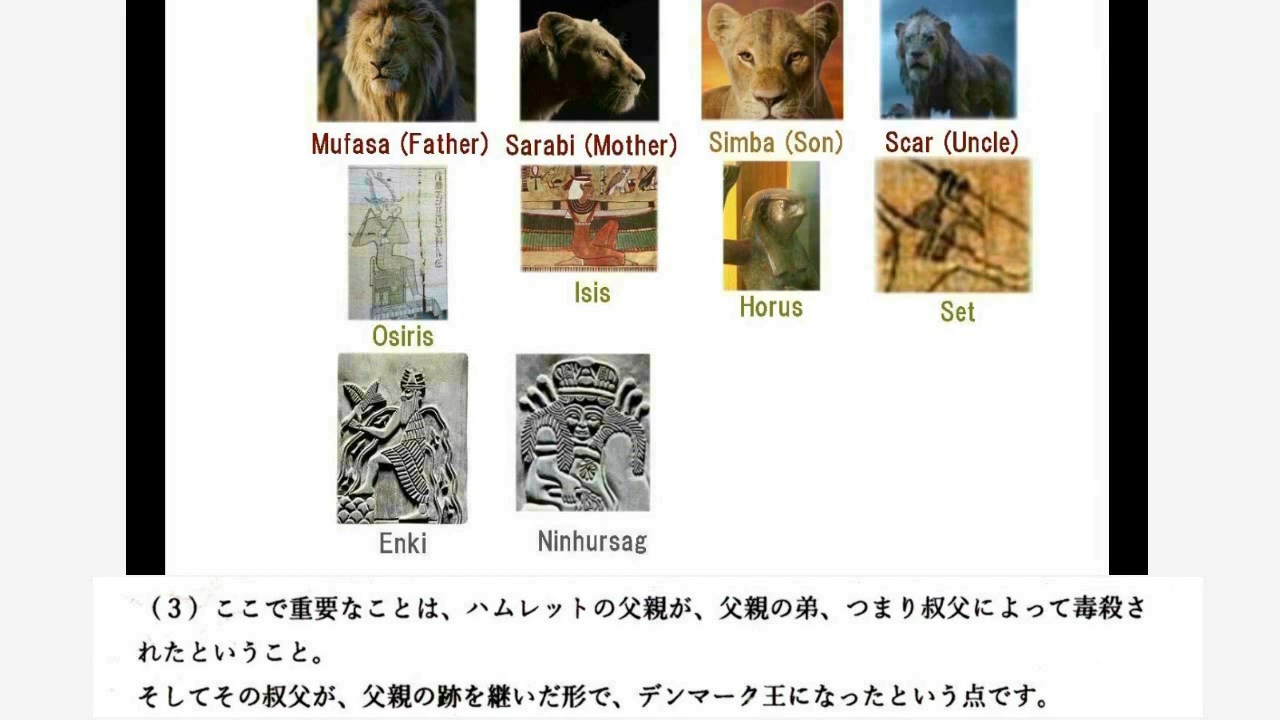 Mufasa (Father) Sarabi (Mother) Simba (Son) Scar (Uncle)
Osiris Isis Horus Set
Enki Ninhursag
（3）ここで重要なことは、ハムレットの父親が、父親の弟、つまり叔父によって毒殺さ
れたということ。
そしてその叔父が、父親の跡を継いだ形で、デンマーク王になったという点です。